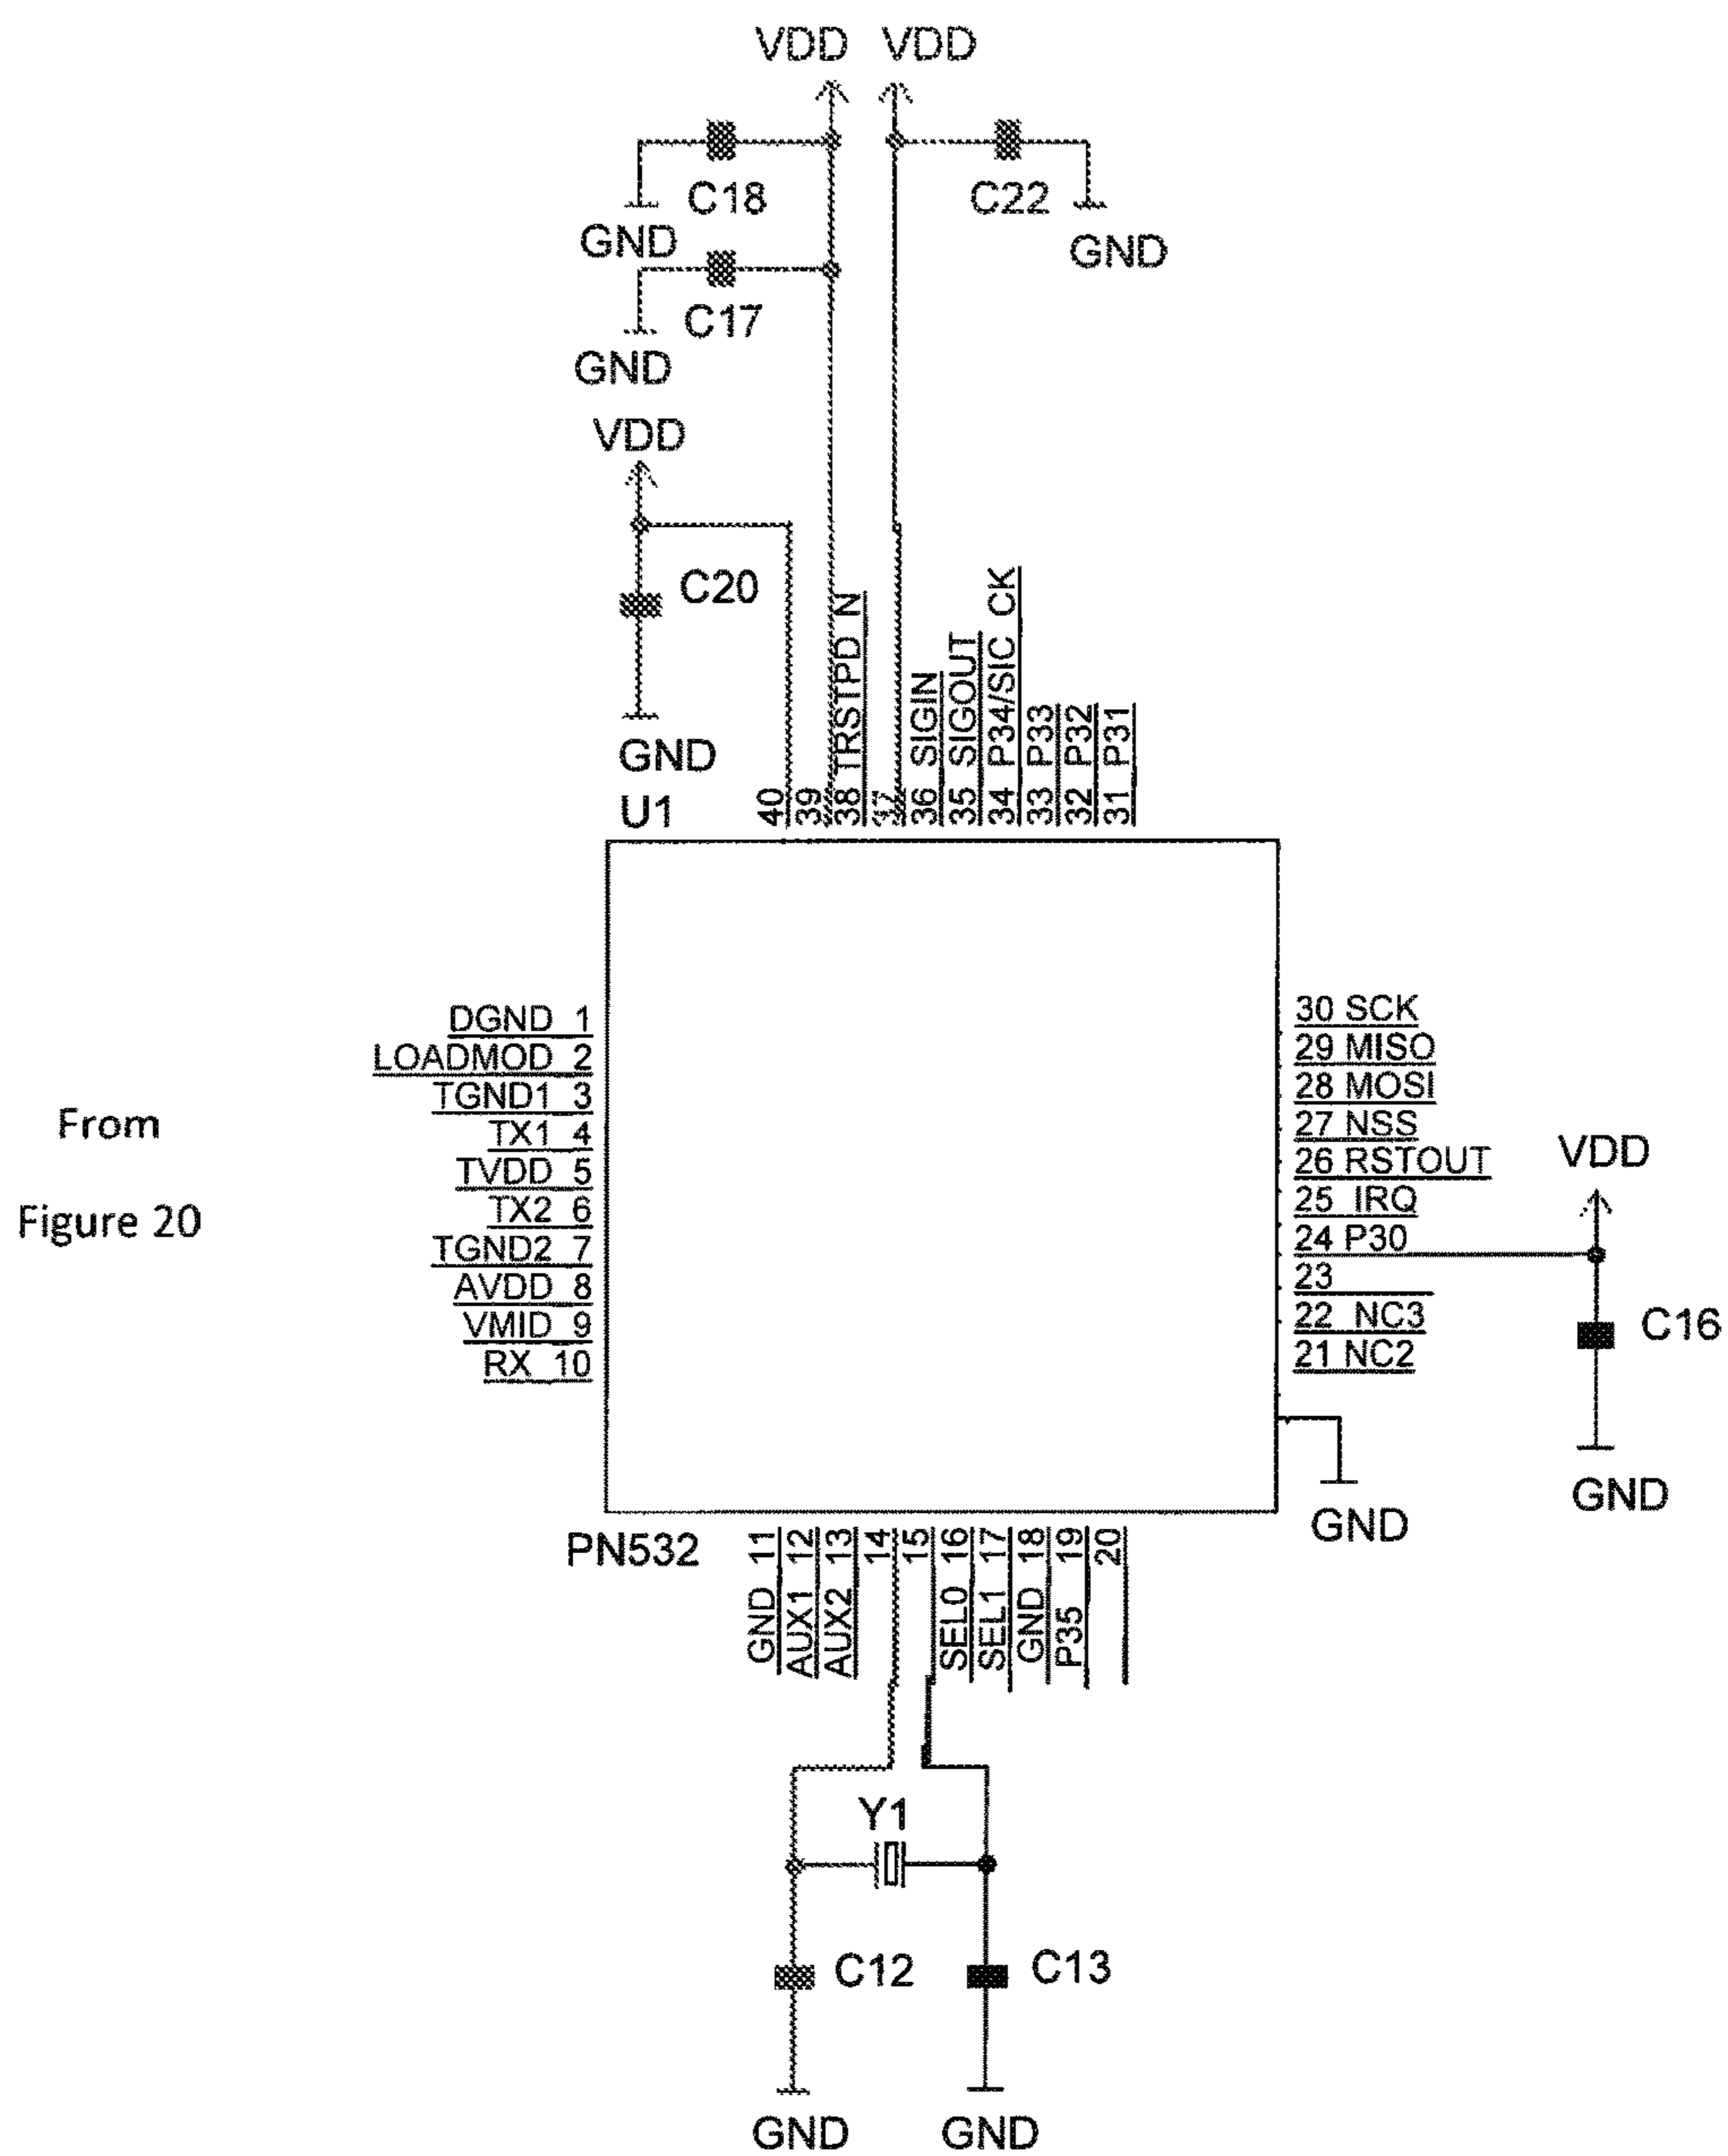 VDD VDD
C18
C22
GND
GND
C17
GND
VDD
C20
GND
U1
40
39
38 TRSTPD_N
36 SIGIN
35 SIGOUT
34 P34/SIC_CK
33 P33
32 P32
31 P31
DGND 1
LOADMOD 2
TGND1 3
TX1 4
TVDD 5
TX2 6
TGND2 7
AVDD 8
VMID 9
RX 10
From
Figure 20
30 SCK
29 MISO
28 MOSI
27 NSS
26 RSTOUT
25 IRQ
24 P30
23
22 NC3
21 NC2
VDD
C16
GND
GND
PN532
GND 11
AUX1 12
AUX2 13
14
15
SEL0 16
SEL1 17
GND 18
P35 19
20
Y1
C12
C13
GND
GND